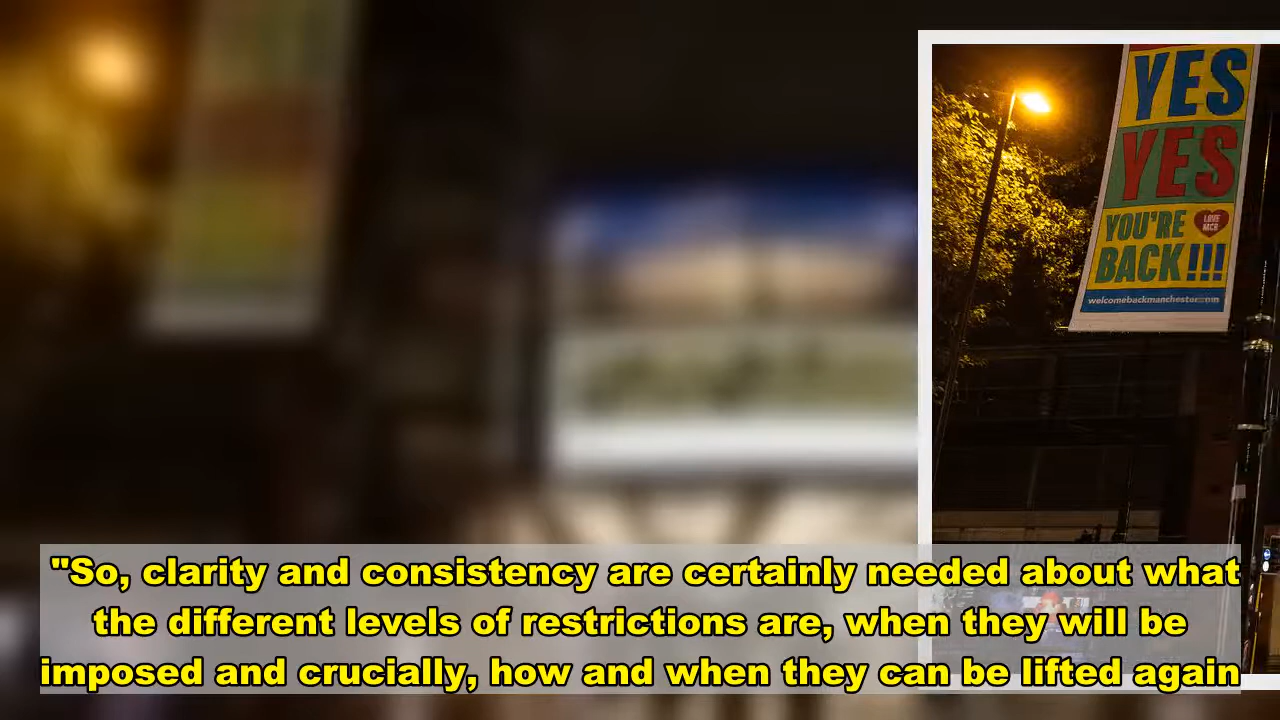 YES
YES
YOU'RE
LOVE
MCR
BACK!!!
welcomebackmanchester.com
"So, clarity and consistency are certainly needed about what
the different levels of restrictions are, when they will be
imposed and crucially, how and when they can be lifted again